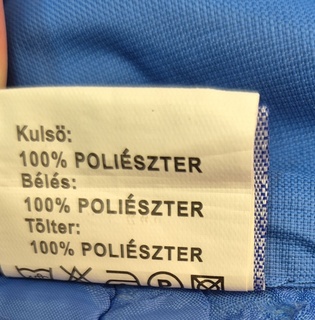 Kulsö:
100% POLIÉSZTER
Bélés:
100% POLIÉSZTER
Tölter:
100% POLIÉSZTER
P